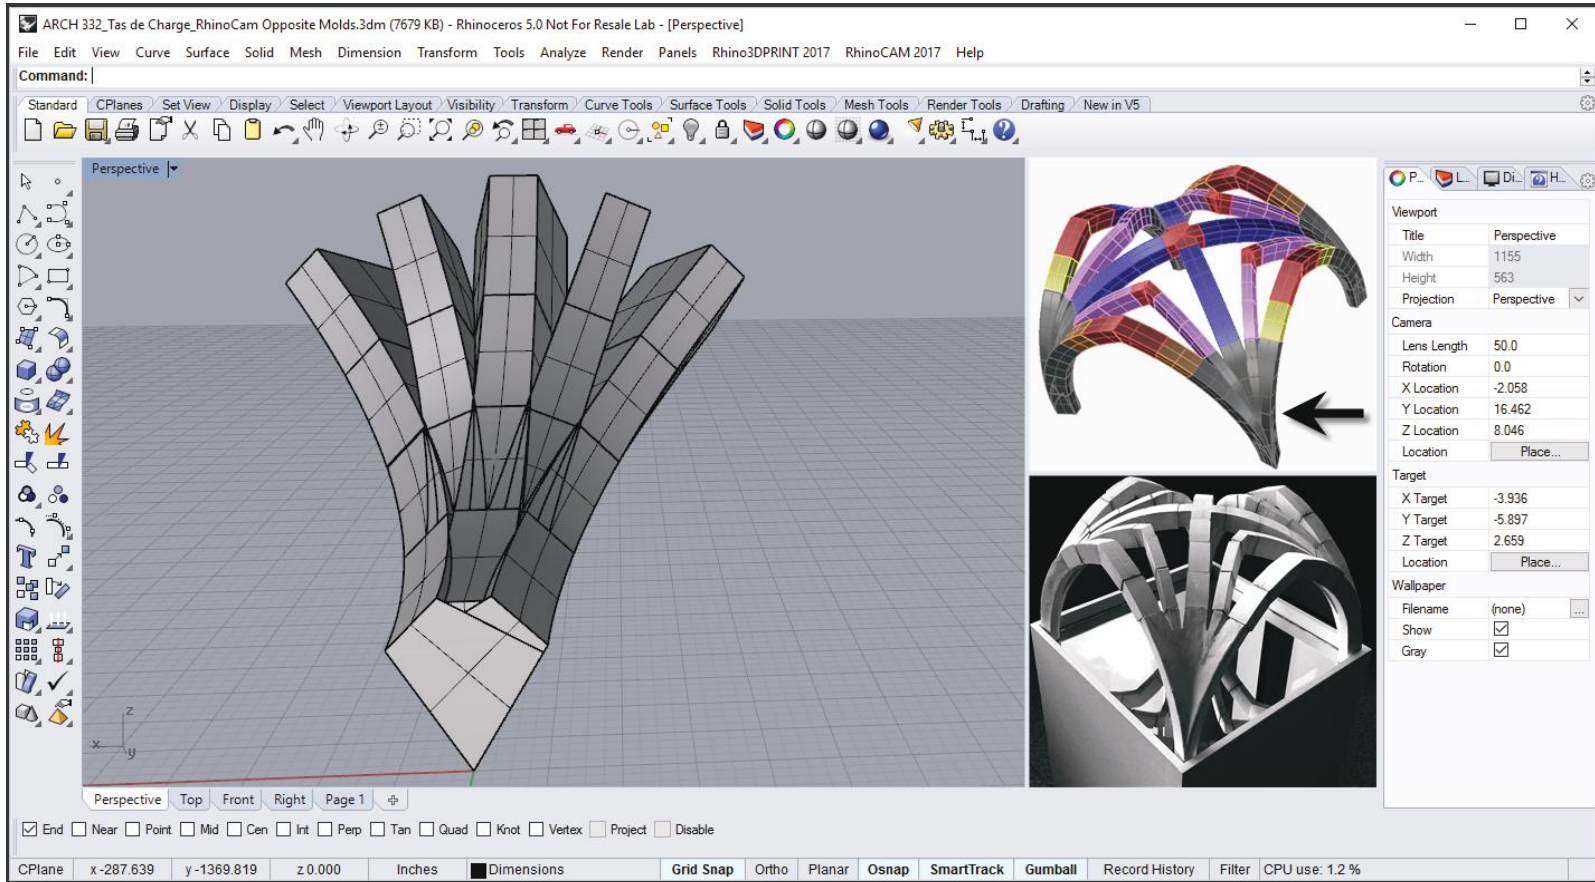 ARCH 332_Tas de Charge_RhinoCam Opposite Molds.3dm (7679 KB) - Rhinoceros 5.0 Not For Resale Lab - [Perspective]
File Edit View Curve Surface Solid Mesh Dimension Transform Tools Analyze Render Panels Rhino3DPRINT 2017 RhinoCAM 2017 Help
Command:
Standard CPlanes Set View Display Select Viewport Layout Visibility Transform Curve Tools Surface Tools Solid Tools Mesh Tools Render Tools Drafting New in V5
Perspective
P... L... Di... H...
Viewport
Title Perspective
Width 1155
Height 563
Projection Perspective
Camera
Lens Length 50.0
Rotation 0.0
X Location -2.058
Y Location 16.462
Z Location 8.046
Location Place...
Target
X Target -3.936
Y Target -5.897
Z Target 2.659
Location Place...
Wallpaper
Filename (none) ...
Show
Gray
z
x
y
Perspective Top Front Right Page 1
End Near Point Mid Cen Int Perp Tan Quad Knot Vertex Project Disable
CPlane x -287.639 y -1369.819 z 0.000 Inches Dimensions Grid Snap Ortho Planar Osnap SmartTrack Gumball Record History Filter CPU use: 1.2 %